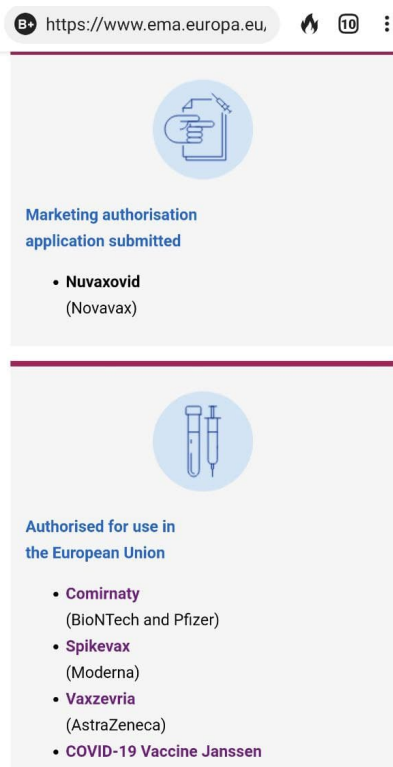 B+ https://www.ema.europa.eu, 10
Marketing authorisation
application submitted
• Nuvaxovid
(Novavax)
Authorised for use in
the European Union
• Comirnaty
(BioNTech and Pfizer)
• Spikevax
(Moderna)
• Vaxzevria
(AstraZeneca)
• COVID-19 Vaccine Janssen